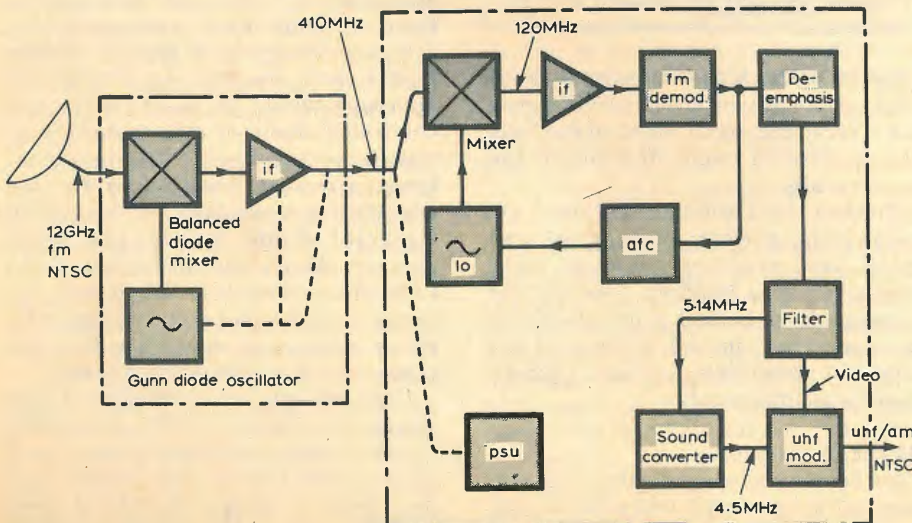 410MHz
120MHz
if
fm
demod.
De-
emphasis
Mixer
if
12GHz
fm
NTSC
Balanced
diode
mixer
lo
afc
5·14MHz
Filter
Gunn diode oscillator
Video
psu
Sound
converter
4.5MHz
uhf
mod.
uhf/am
NTSC